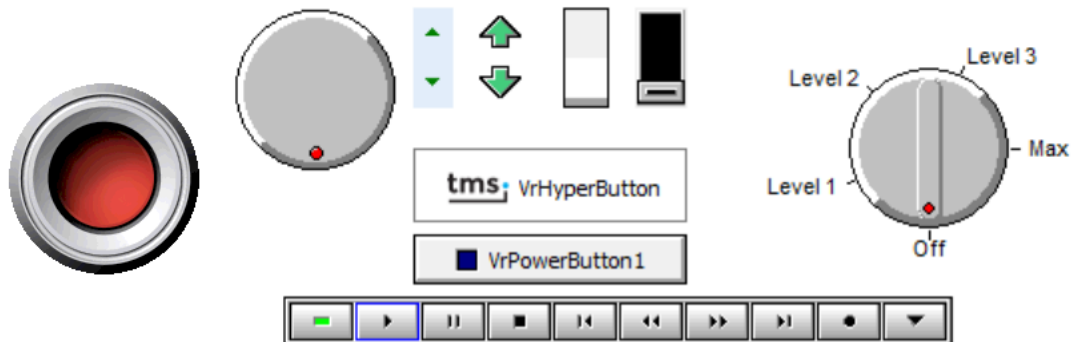 Level 3
Level 2
Max
Level 1
Off
tms; VrHyperButton
VrPowerButton1